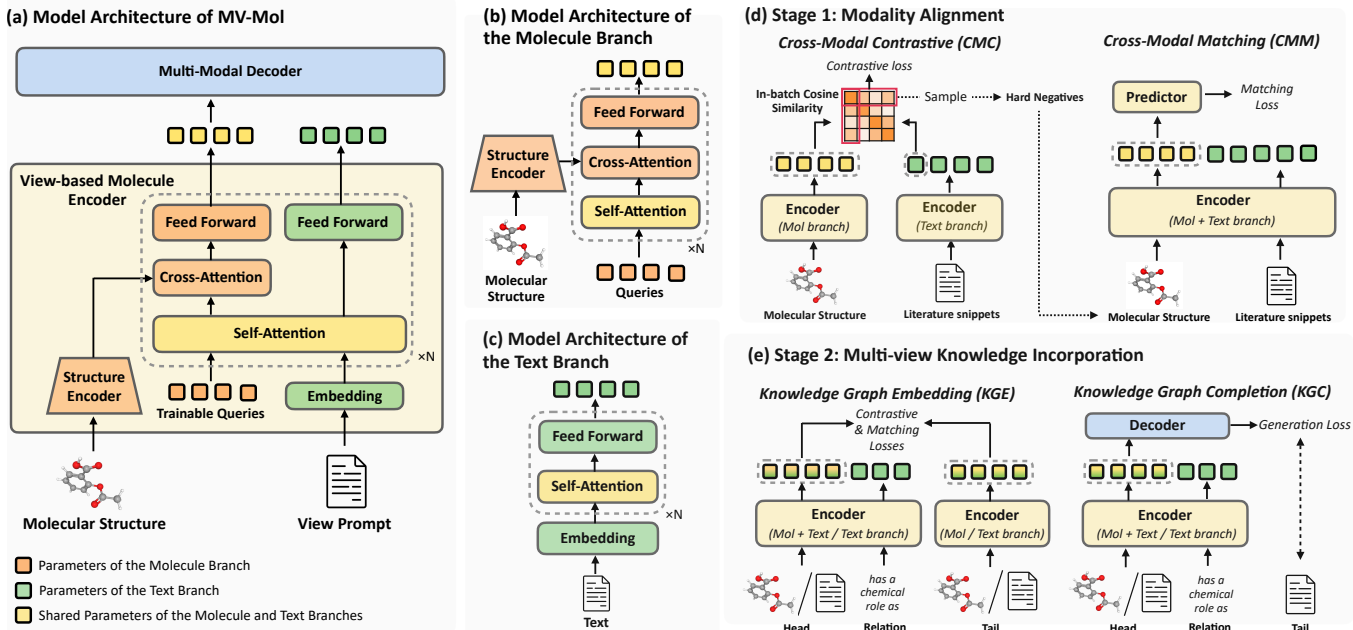 (a) Model Architecture of MV-Mol
Multi-Modal Decoder
View-based Molecule
Encoder
Feed Forward
Feed Forward
Cross-Attention
Self-Attention
×N
Structure
Encoder
Trainable Queries
Embedding
Molecular Structure
View Prompt
Parameters of the Molecule Branch
Parameters of the Text Branch
Shared Parameters of the Molecule and Text Branches
(b) Model Architecture of
the Molecule Branch
Feed Forward
Structure
Encoder
Cross-Attention
Self-Attention
×N
Molecular
Structure
Queries
(c) Model Architecture of
the Text Branch
Feed Forward
Self-Attention
×N
Embedding
Text
(d) Stage 1: Modality Alignment
Cross-Modal Contrastive (CMC)
Contrastive loss
In-batch Cosine
Similarity
Sample
Hard Negatives
Encoder
(Mol branch)
Encoder
(Text branch)
Molecular Structure
Literature snippets
Cross-Modal Matching (CMM)
Predictor
Matching
Loss
Encoder
(Mol + Text branch)
Molecular Structure
Literature snippets
(e) Stage 2: Multi-view Knowledge Incorporation
Knowledge Graph Embedding (KGE)
Contrastive
& Matching
Losses
Encoder
(Mol + Text / Text branch)
Encoder
(Mol / Text branch)
has a
chemical
role as
Head
Relation
Tail
Knowledge Graph Completion (KGC)
Decoder
Generation Loss
Encoder
(Mol + Text / Text branch)
has a
chemical
role as
Head
Relation
Tail